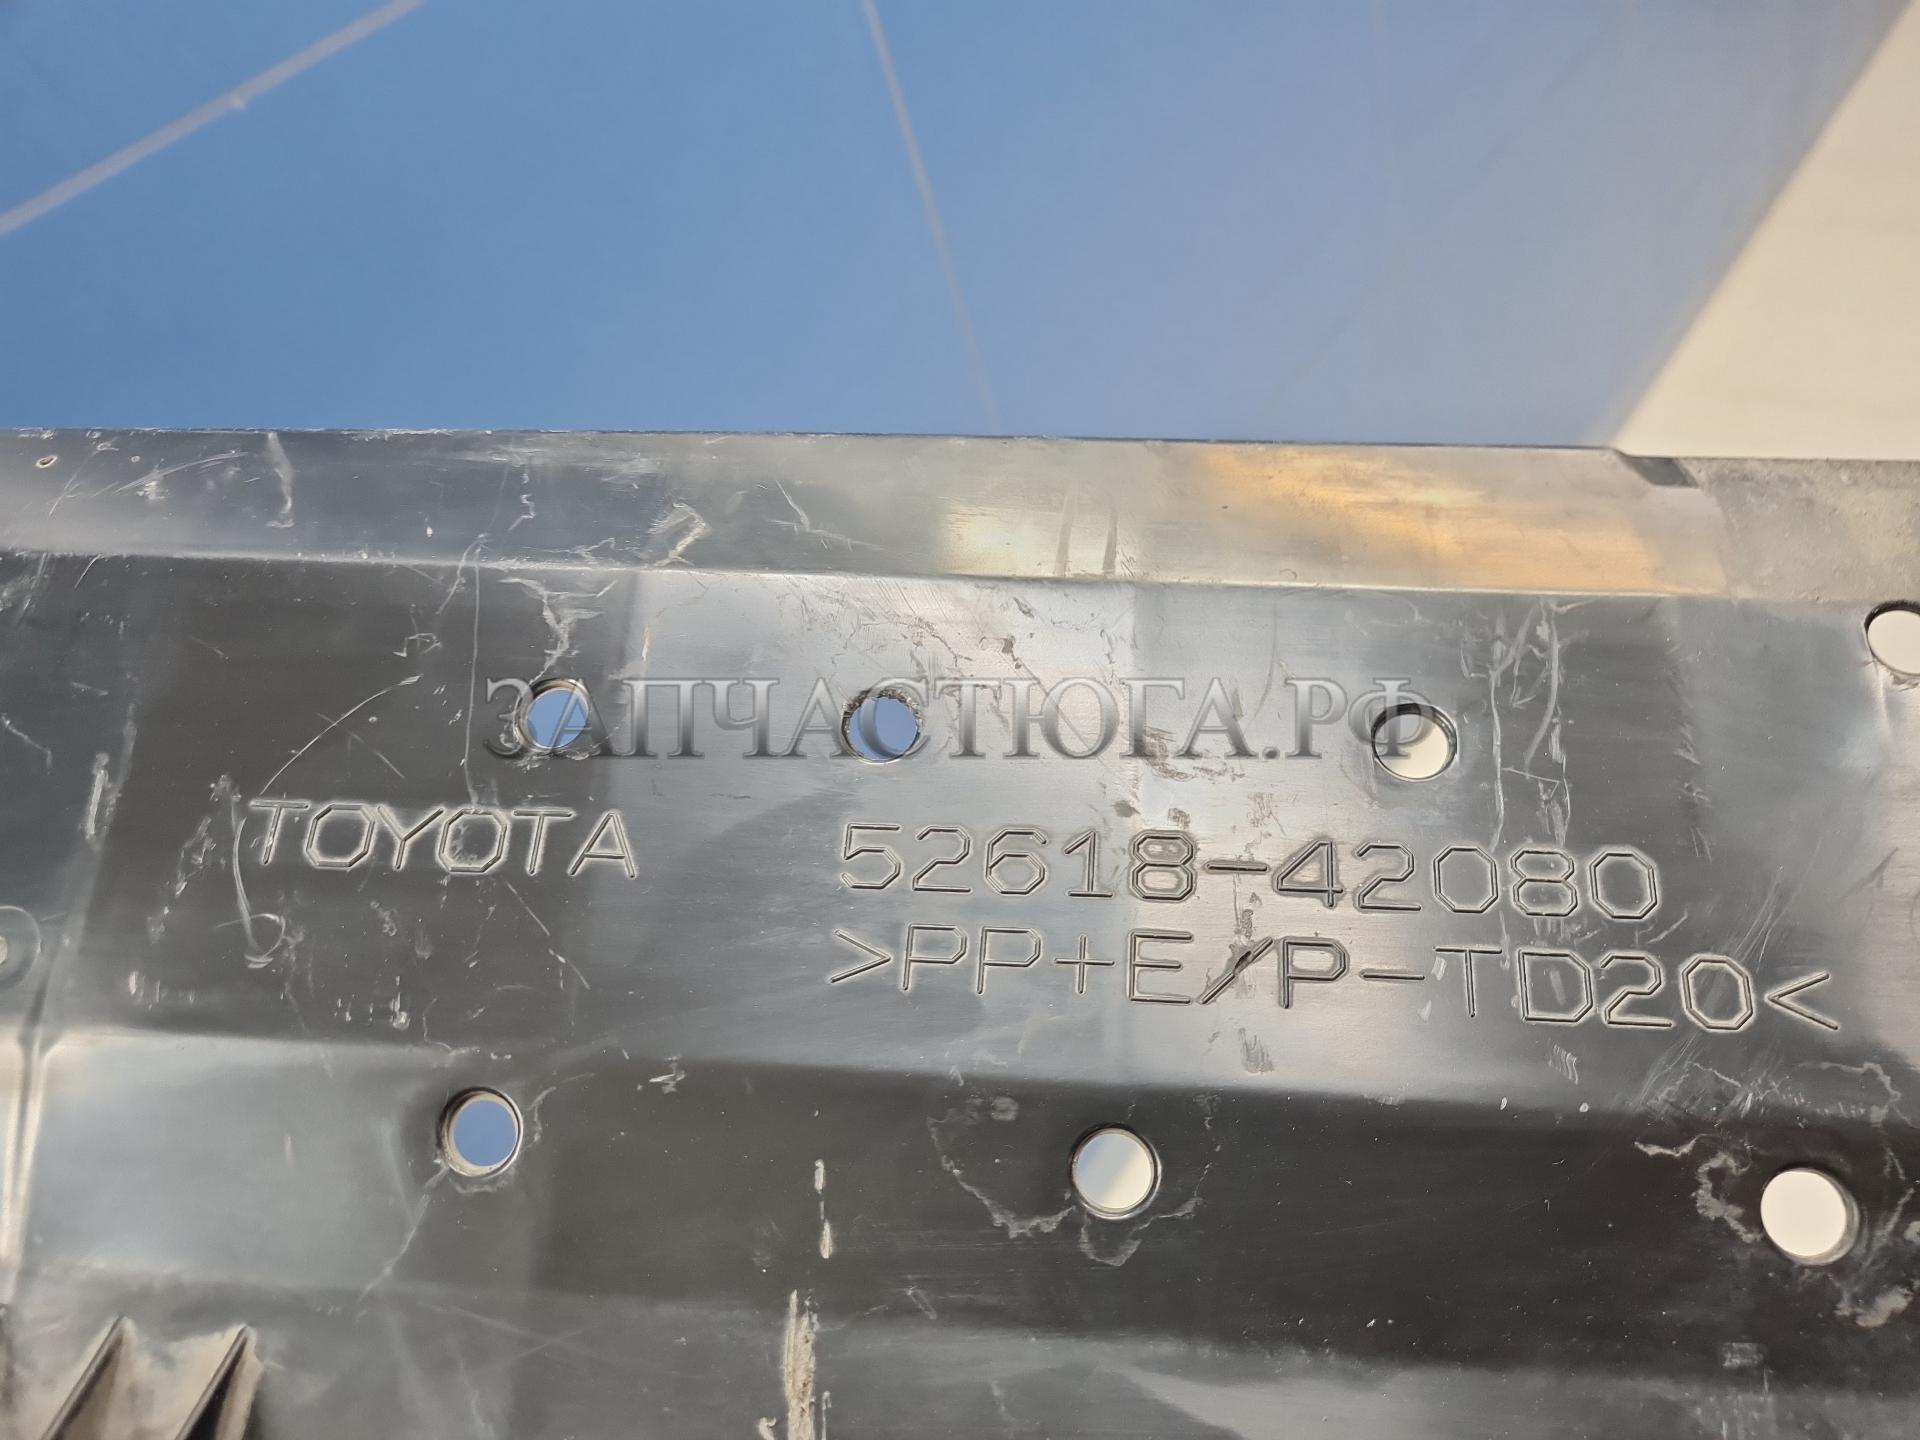 ЗАПЧАСТЮГА.РФ
TOYOTA 52618-42080
>PP+E/P-TD20<